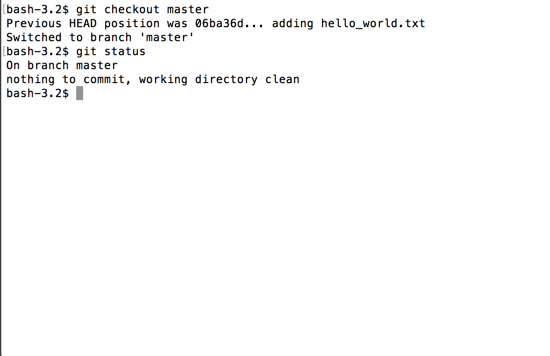 [bash-3.2$ git checkout master
Previous HEAD position was 06ba36d... adding hello_world.txt
Switched to branch 'master'
[bash-3.2$ git status
On branch master
nothing to commit, working directory clean
bash-3.2$